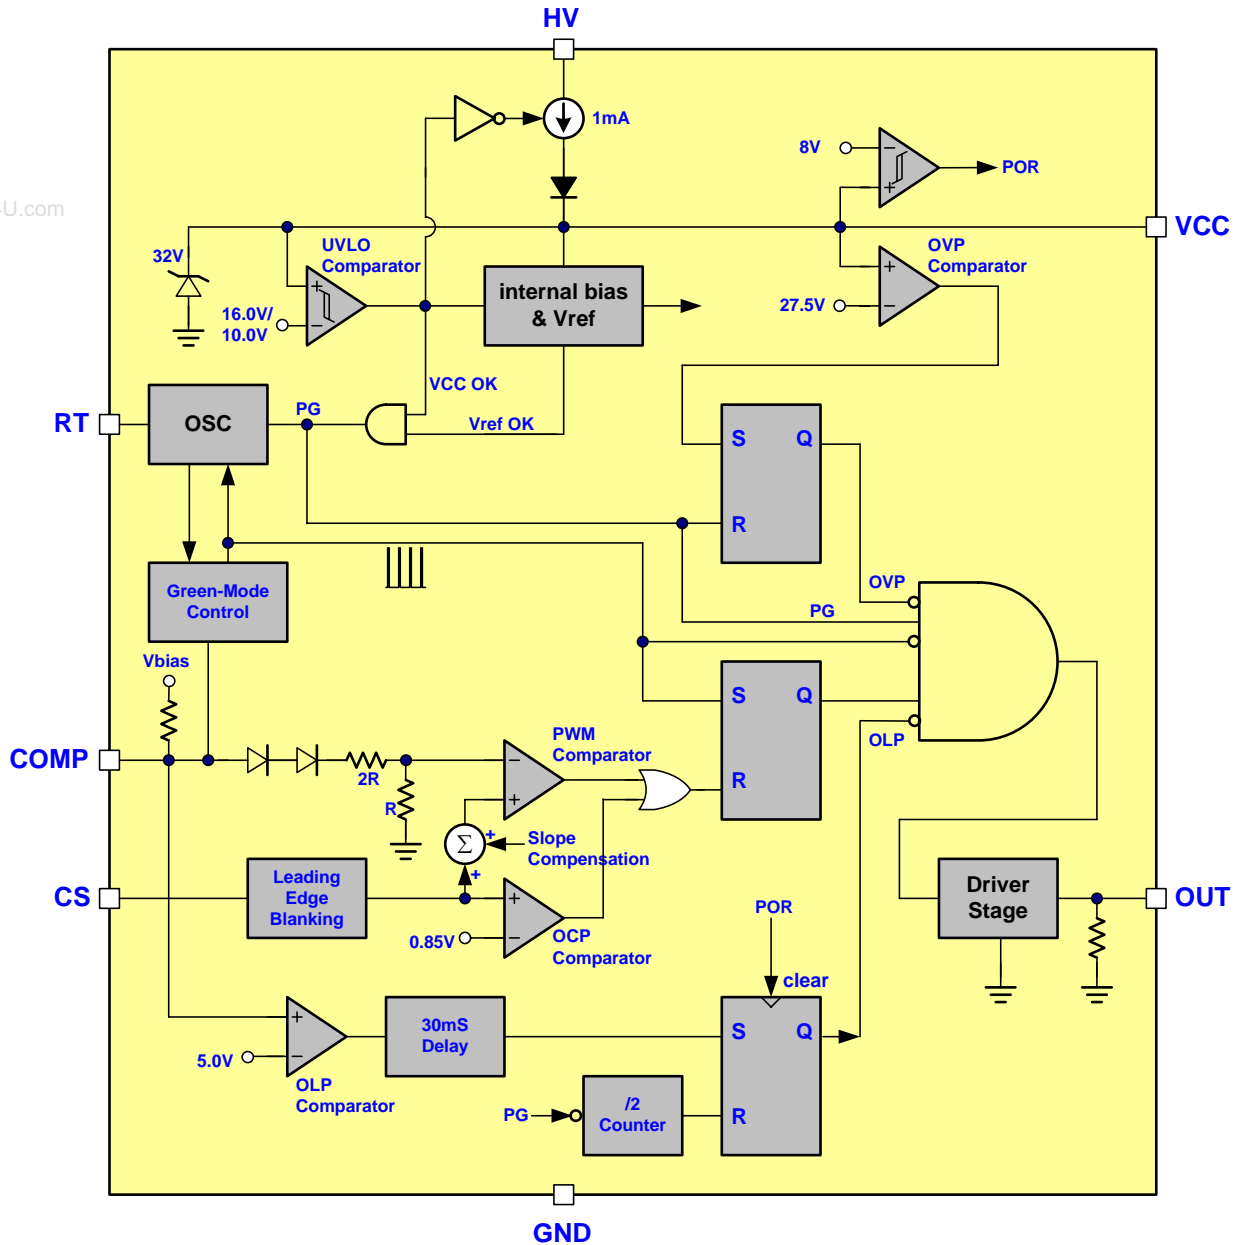 HV
1mA
8V
POR
-U.com
VCC
32V
UVLO
Comparator
OVP
Comparator
+
−
+
−
+
−
16.0V/
10.0V
internal bias
& Vref
27.5V
VCC OK
RT
OSC
PG
Vref OK
S
Q
R
Green-Mode
Control
OVP
PG
Vbias
S
Q
R
OLP
COMP
2R
R
PWM
Comparator
−
+
Σ
+
+
Slope
Compensation
CS
Leading
Edge
Blanking
+
−
0.85V
OCP
Comparator
Driver
Stage
OUT
POR
clear
5.0V
+
−
OLP
Comparator
30mS
Delay
S
Q
R
PG
/2
Counter
GND